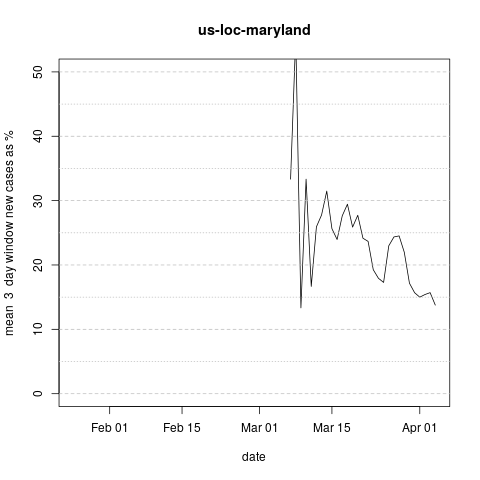 us-loc-maryland
mean 3 day window new cases as %
50
40
30
20
10
0
Feb 01
Feb 15
Mar 01
Mar 15
Apr 01
date